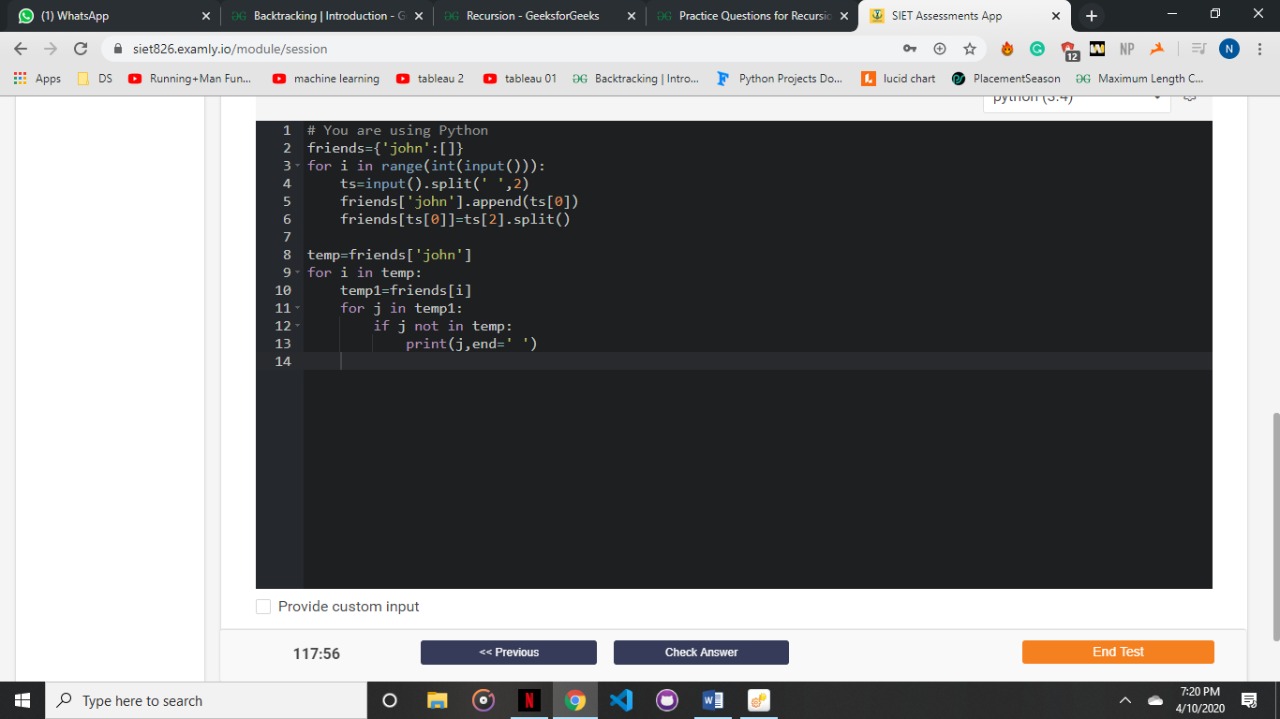 (1) WhatsApp
Backtracking | Introduction - G
Recursion - GeeksforGeeks
Practice Questions for Recursic
SIET Assessments App
siet826.examly.io/module/session
12
NP
N
Apps
DS
Running+Man Fun...
machine learning
tableau 2
tableau 01
Backtracking | Intro...
Python Projects Do...
lucid chart
PlacementSeason
Maximum Length C...
python (3.4)
1 # You are using Python
2 friends={'john':[]}
3 for i in range(int(input())):
4     ts=input().split(' ',2)
5     friends['john'].append(ts[0])
6     friends[ts[0]]=ts[2].split()
7
8 temp=friends['john']
9 for i in temp:
10     temp1=friends[i]
11     for j in temp1:
12         if j not in temp:
13             print(j,end=' ')
14
Provide custom input
117:56
<< Previous
Check Answer
End Test
Type here to search
7:20 PM
4/10/2020